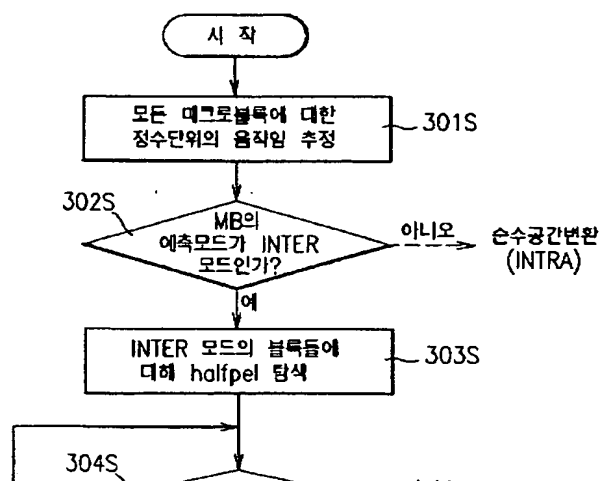 시 작
모든 매크로블록에 대한
정수단위의 움직임 추정
301S
302S
MB의
예측모드가 INTER
모드인가?
아니오
순수공간변환
(INTRA)
예
INTER 모드의 블록들에
대해 halfpel 탐색
303S
304S